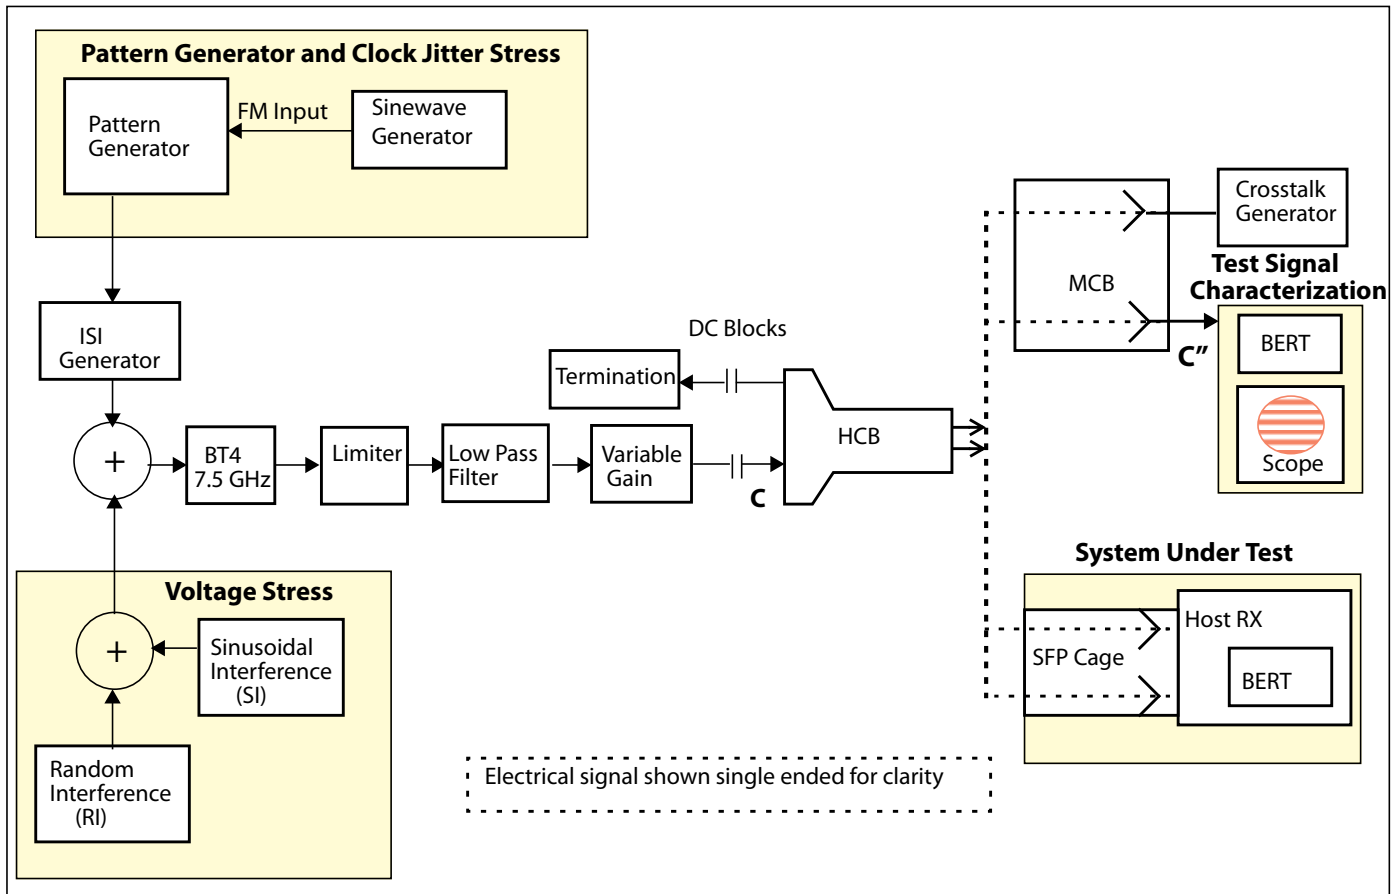 Pattern Generator and Clock Jitter Stress
Pattern
Generator
FM Input
Sinewave
Generator
ISI
Generator
+
BT4
7.5 GHz
Limiter
Low Pass
Filter
Variable
Gain
DC Blocks
Termination
C
HCB
MCB
Crosstalk
Generator
Test Signal
Characterization
C”
BERT
Scope
System Under Test
Host RX
SFP Cage
BERT
Voltage Stress
+
Sinusoidal
Interference
(SI)
Random
Interference
(RI)
Electrical signal shown single ended for clarity